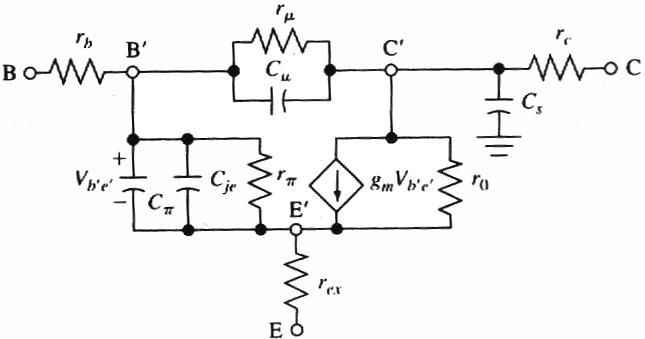 r_μ
r_b B′ C′ r_c
B C_μ C
C_s
+
V_b′e′ C_je r_π g_m V_b′e′ r_0
− C_π E′
r_ex
E